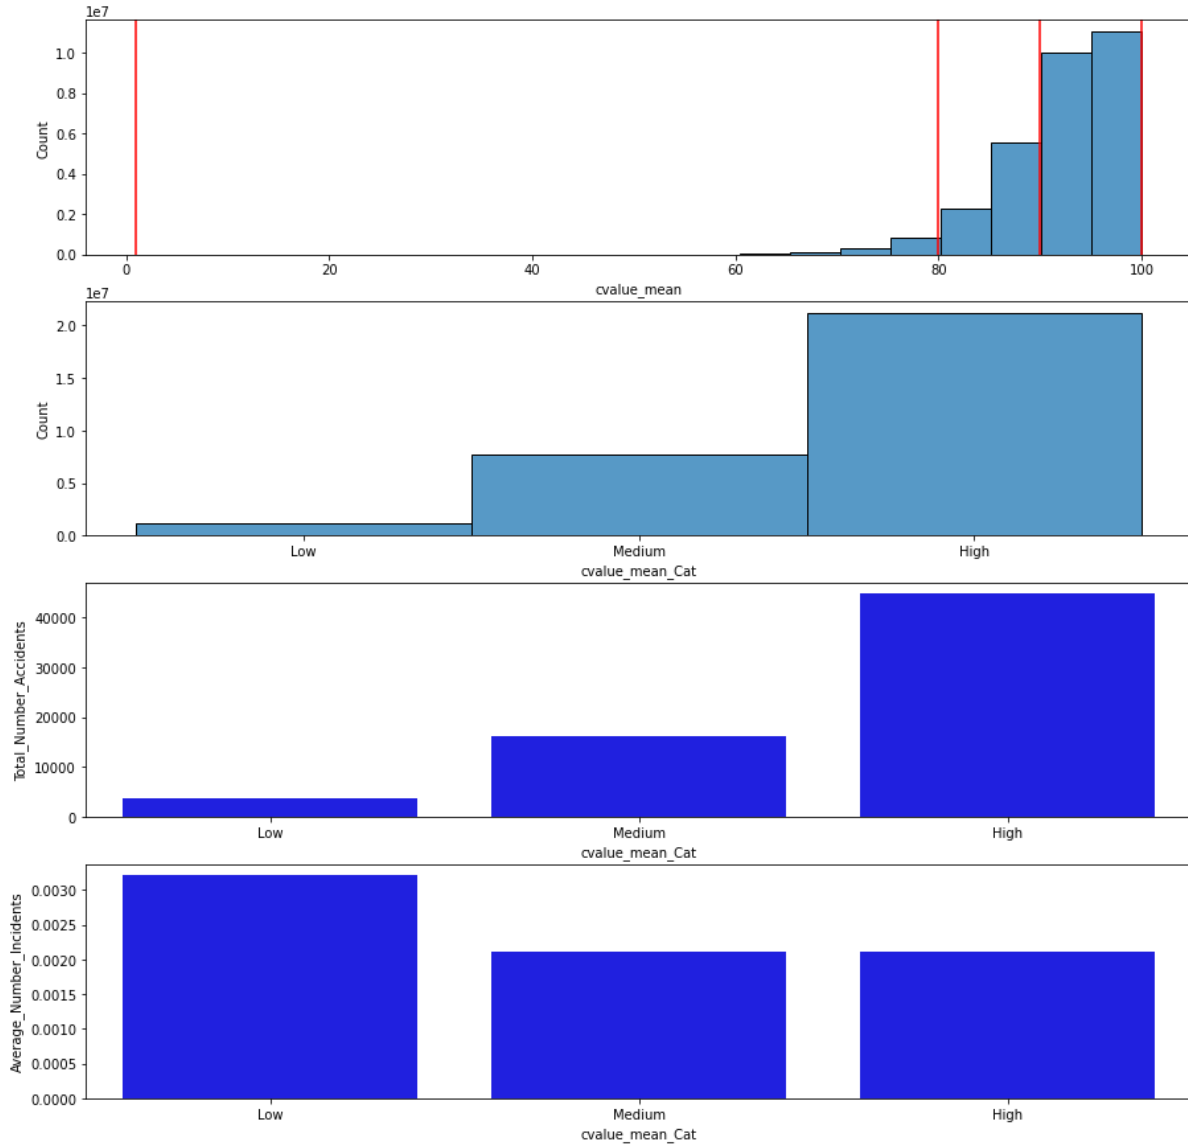 1e7
1.0
0.8
0.6
0.4
0.2
0.0
Count
0 20 40 60 80 100
cvalue_mean
1e7
2.0
1.5
1.0
0.5
0.0
Count
Low Medium High
cvalue_mean_Cat
40000
30000
20000
10000
0
Total_Number_Accidents
Low Medium High
cvalue_mean_Cat
0.0030
0.0025
0.0020
0.0015
0.0010
0.0005
0.0000
Average_Number_Incidents
Low Medium High
cvalue_mean_Cat